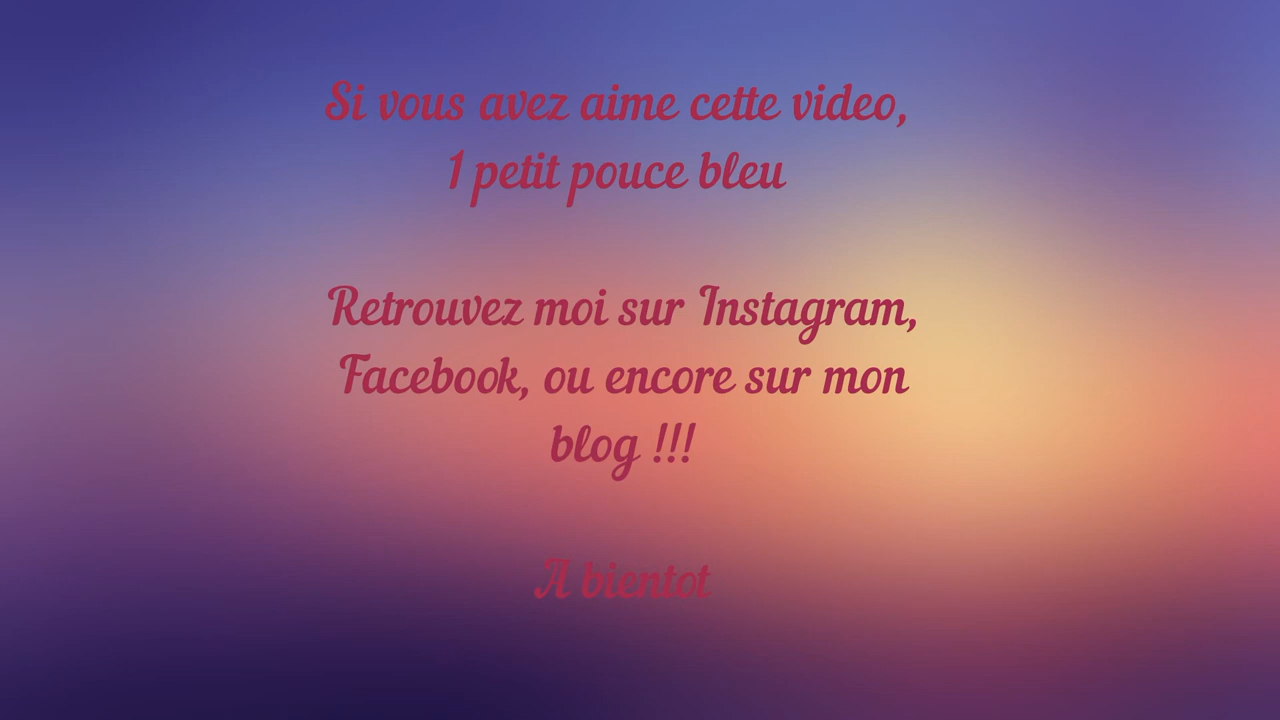 Si vous avez aime cette video,
1 petit pouce bleu
Retrouvez moi sur Instagram,
Facebook, ou encore sur mon
blog !!!
A bientot